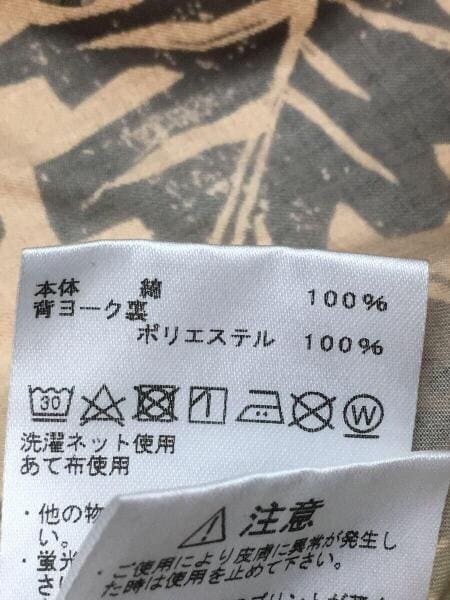 本体 綿 100%
背ヨーク裏
ポリエステル 100%
30 W
洗濯ネット使用
あて布使用
・他の物
い。
・蛍光
さい
⚠ 注意
・ご使用により皮膚に異常が発生し
た時は使用を止めて下さい。